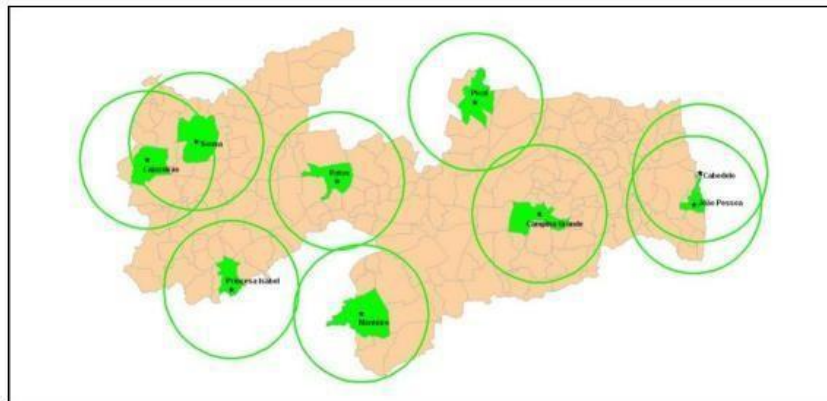 Picuí
Sousa
Cajazeiras
Patos
Cabedelo
João Pessoa
Campina Grande
Princesa Isabel
Monteiro